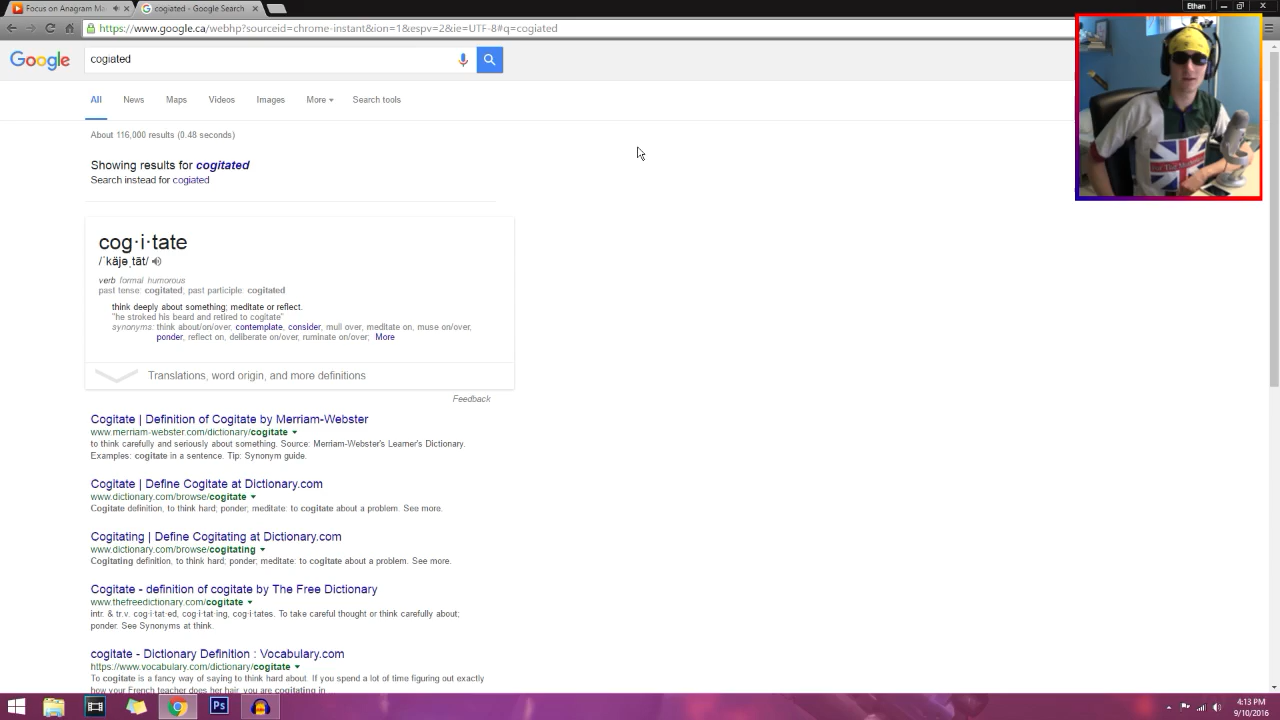 Focus on Anagram Ma
cogiated - Google Search
Ethan
https://www.google.ca/webhp?sourceid=chrome-instant&ion=1&espv=2&ie=UTF-8#q=cogiated
Google
cogiated
All News Maps Videos Images More Search tools
About 116,000 results (0.48 seconds)
Showing results for cogitated
Search instead for cogiated
cog·i·tate
/ˈkäjəˌtāt/
verb formal humorous
past tense: cogitated; past participle: cogitated
think deeply about something; meditate or reflect.
"he stroked his beard and retired to cogitate"
synonyms: think about/on/over, contemplate, consider, mull over, meditate on, muse on/over,
ponder, reflect on, deliberate on/over, ruminate on/over; More
Translations, word origin, and more definitions
Feedback
Cogitate | Definition of Cogitate by Merriam-Webster
www.merriam-webster.com/dictionary/cogitate
to think carefully and seriously about something. Source: Merriam-Webster's Learner's Dictionary.
Examples: cogitate in a sentence. Tip: Synonym guide.
Cogitate | Define Cogitate at Dictionary.com
www.dictionary.com/browse/cogitate
Cogitate definition, to think hard; ponder; meditate: to cogitate about a problem. See more.
Cogitating | Define Cogitating at Dictionary.com
www.dictionary.com/browse/cogitating
Cogitating definition, to think hard; ponder; meditate: to cogitate about a problem. See more.
Cogitate - definition of cogitate by The Free Dictionary
www.thefreedictionary.com/cogitate
intr. & tr.v. cog·i·tat·ed, cog·i·tat·ing, cog·i·tates. To take careful thought or think carefully about;
ponder. See Synonyms at think.
cogitate - Dictionary Definition : Vocabulary.com
https://www.vocabulary.com/dictionary/cogitate
To cogitate is a fancy way of saying to think hard about. If you spend a lot of time figuring out exactly
how your French teacher does her hair, you are cogitating in
Ps
4:13 PM
9/10/2016